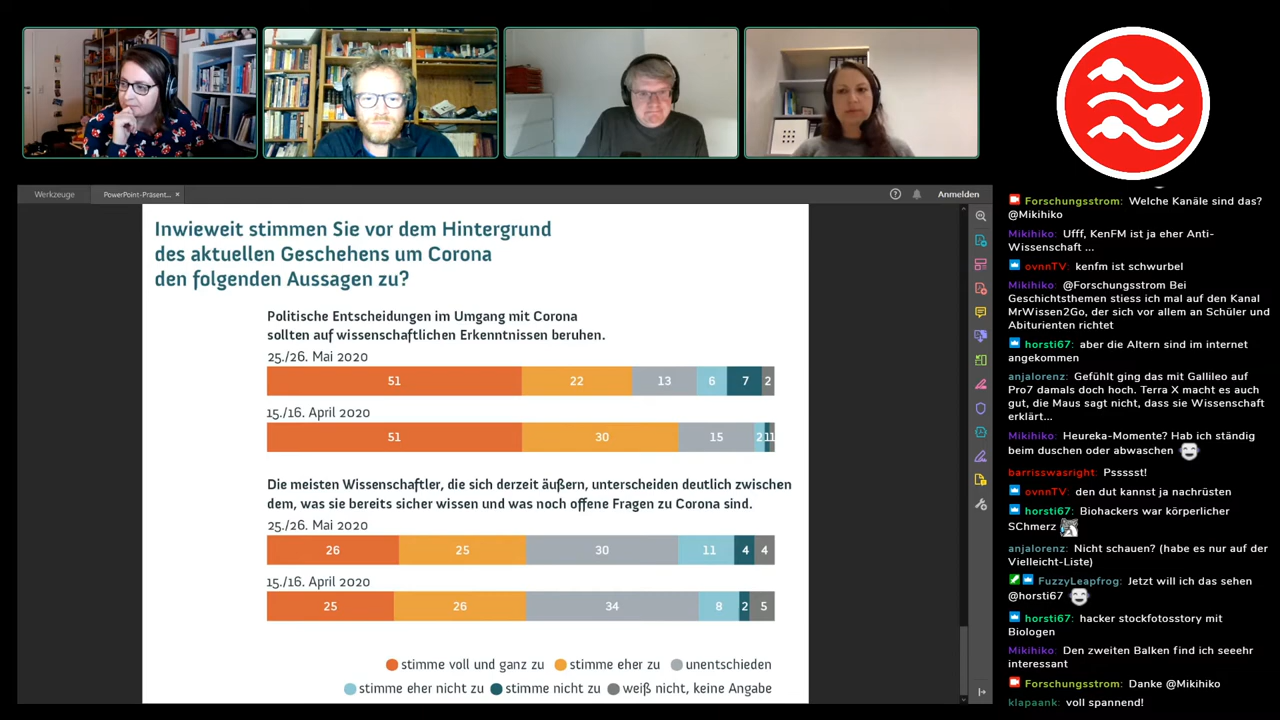 Werkzeuge
PowerPoint-Präsent...
×
?
Anmelden
Inwieweit stimmen Sie vor dem Hintergrund
des aktuellen Geschehens um Corona
den folgenden Aussagen zu?
Politische Entscheidungen im Umgang mit Corona
sollten auf wissenschaftlichen Erkenntnissen beruhen.
25./26. Mai 2020
51 22 13 6 7 2
15./16. April 2020
51 30 15 2 1 1
Die meisten Wissenschaftler, die sich derzeit äußern, unterscheiden deutlich zwischen
dem, was sie bereits sicher wissen und was noch offene Fragen zu Corona sind.
25./26. Mai 2020
26 25 30 11 4 4
15./16. April 2020
25 26 34 8 2 5
stimme voll und ganz zu stimme eher zu unentschieden
stimme eher nicht zu stimme nicht zu weiß nicht, keine Angabe
Forschungsstrom: Welche Kanäle sind das?
@Mikihiko
Mikihiko: Ufff, KenFM ist ja eher Anti-
Wissenschaft ...
ovnnTV: kenfm ist schwurbel
Mikihiko: @Forschungsstrom Bei
Geschichtsthemen stiess ich mal auf den Kanal
MrWissen2Go, der sich vor allem an Schüler und
Abiturienten richtet
horsti67: aber die Altern sind im internet
angekommen
anjalorenz: Gefühlt ging das mit Gallileo auf
Pro7 damals doch hoch. Terra X macht es auch
gut, die Maus sagt nicht, dass sie Wissenschaft
erklärt...
Mikihiko: Heureka-Momente? Hab ich ständig
beim duschen oder abwaschen
barrisswasright: Pssssst!
ovnnTV: den dut kannst ja nachrüsten
horsti67: Biohackers war körperlicher
SChmerz
anjalorenz: Nicht schauen? (habe es nur auf der
Vielleicht-Liste)
FuzzyLeapfrog: Jetzt will ich das sehen
@horsti67
horsti67: hacker stockfotosstory mit
Biologen
Mikihiko: Den zweiten Balken find ich seeehr
interessant
Forschungsstrom: Danke @Mikihiko
klapaank: voll spannend!